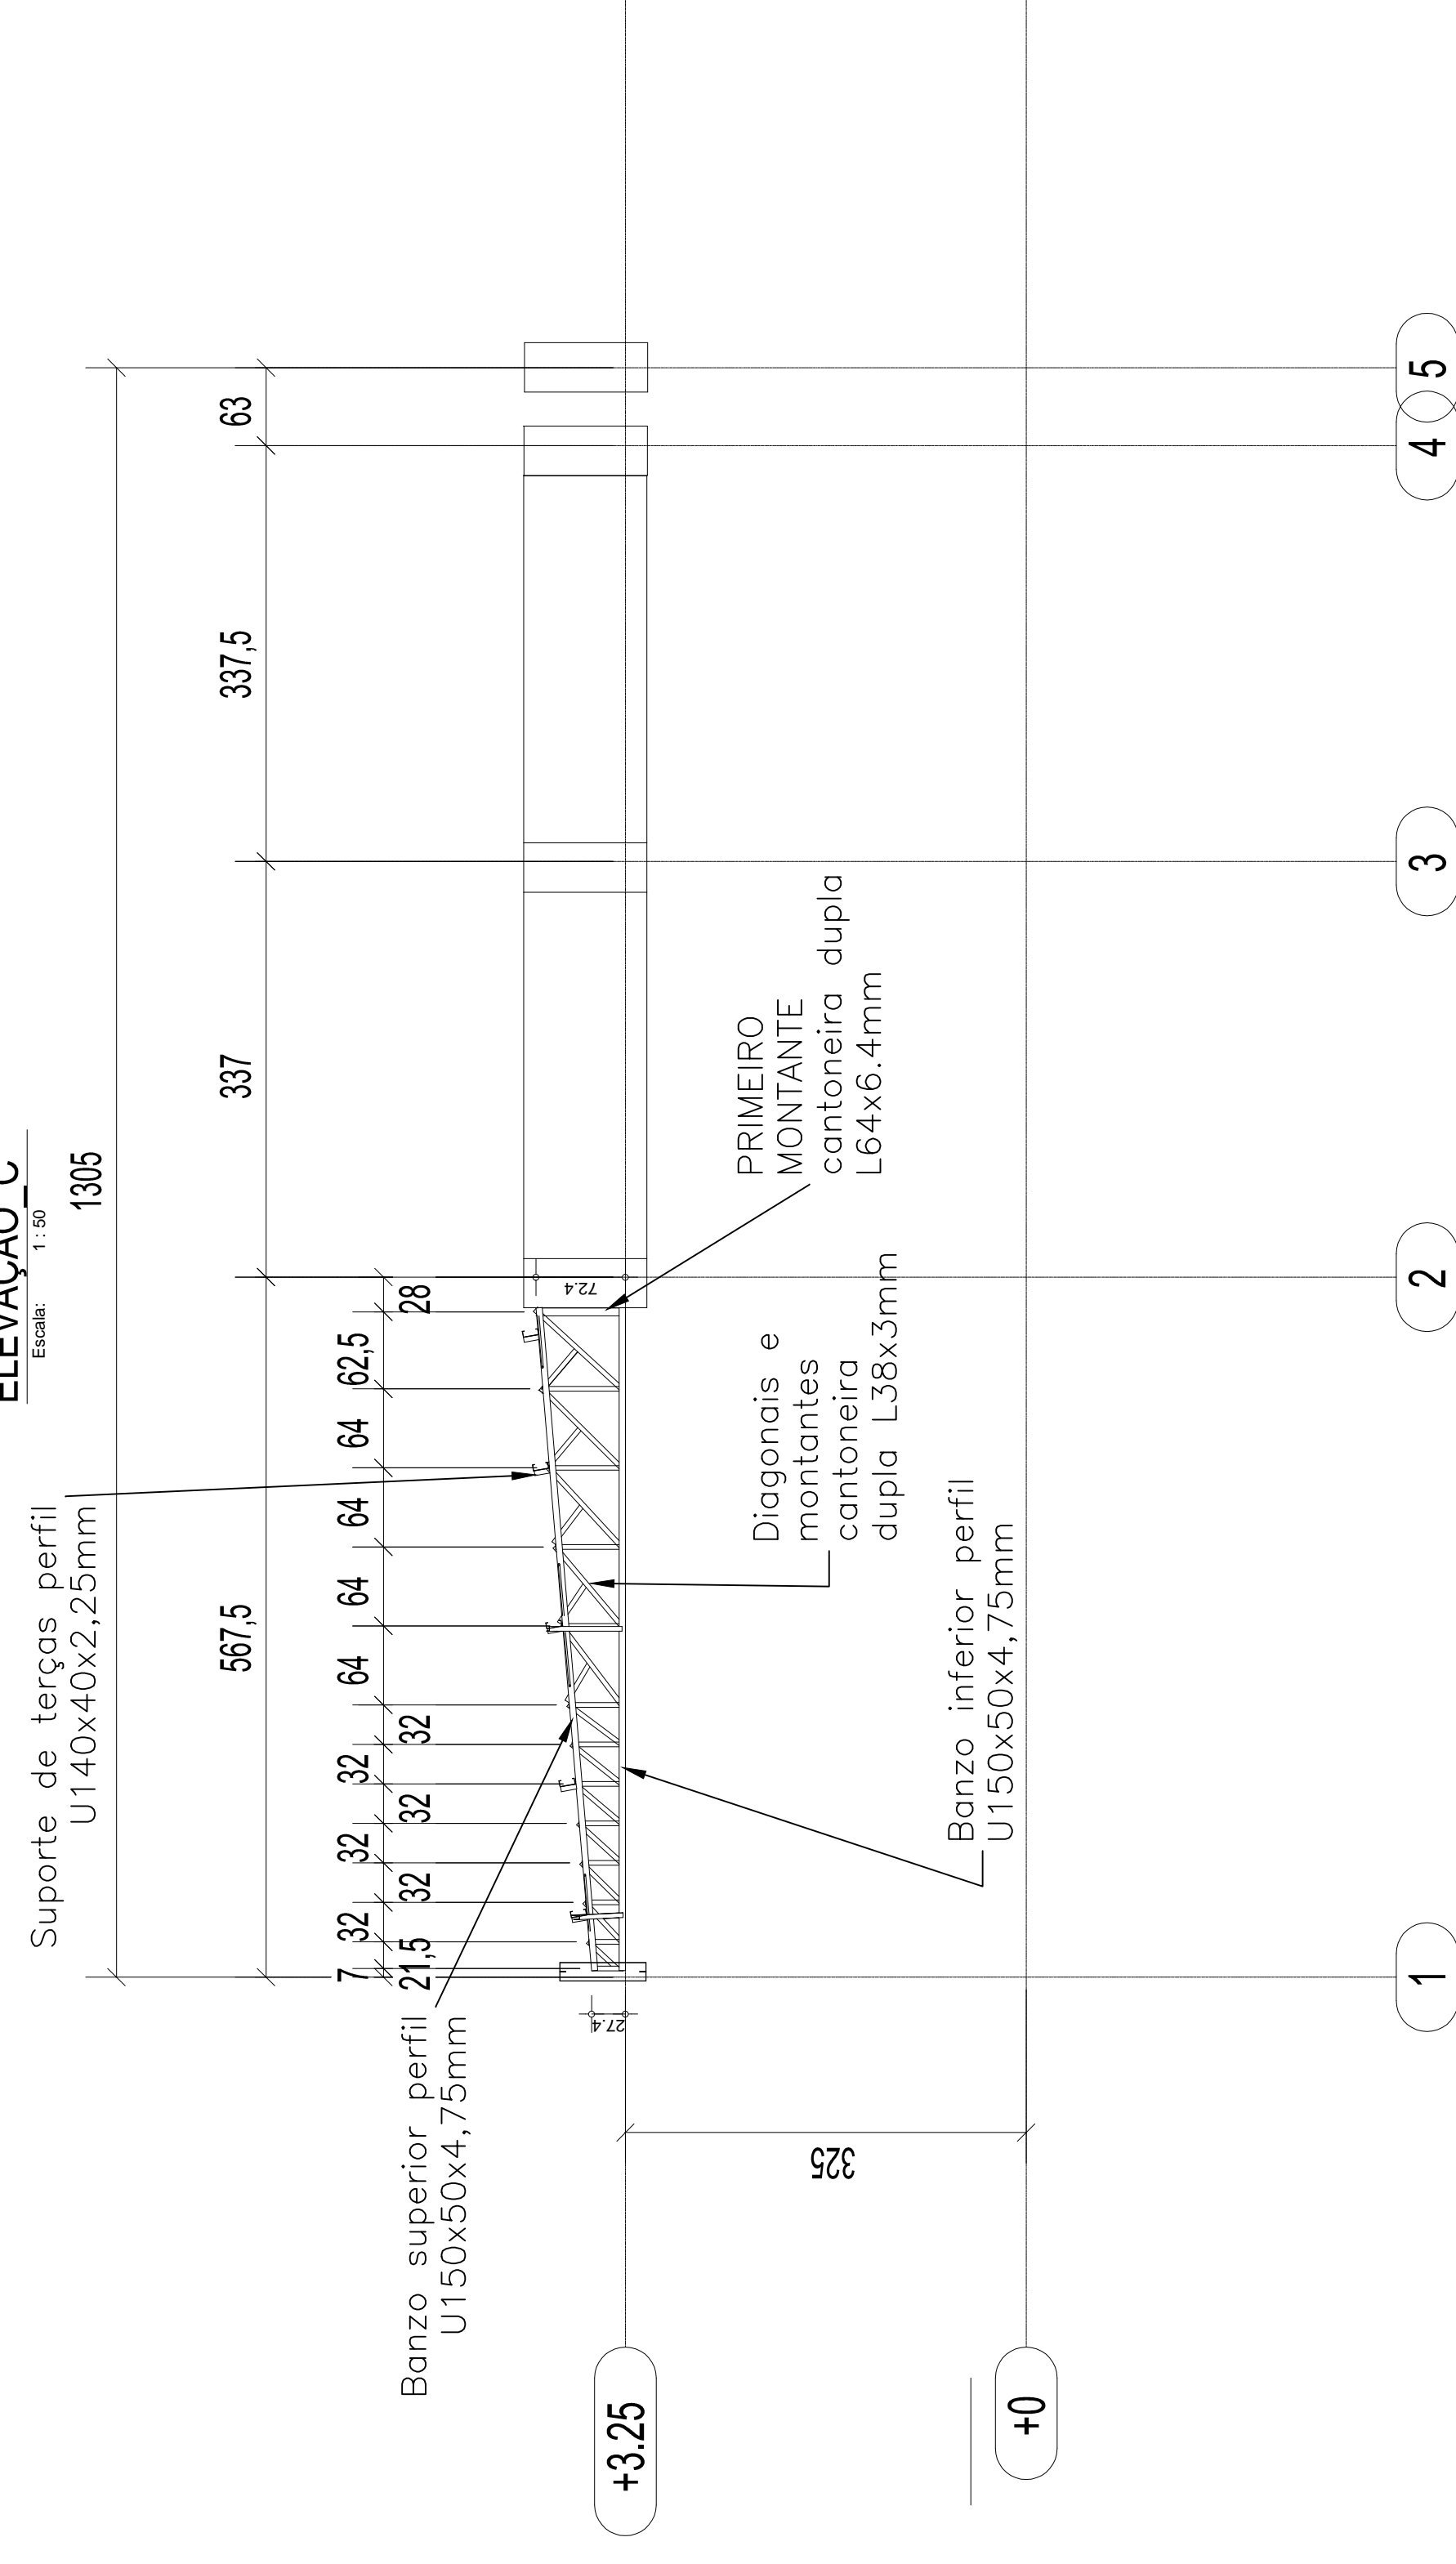 ELEVAÇÃO_C
Escala: 1 : 50
1305
567,5
337
337,5
63
7
21,5
32
32
32
32
32
32
64
64
64
64
62,5
28
Suporte de terças perfil
U140x40x2,25mm
Banzo superior perfil
U150x50x4,75mm
27.4
72.4
PRIMEIRO
MONTANTE
cantoneira dupla
L64x6.4mm
Diagonais e
montantes
cantoneira
dupla L38x3mm
Banzo inferior perfil
U150x50x4,75mm
325
+3.25
+0
1
2
3
4
5